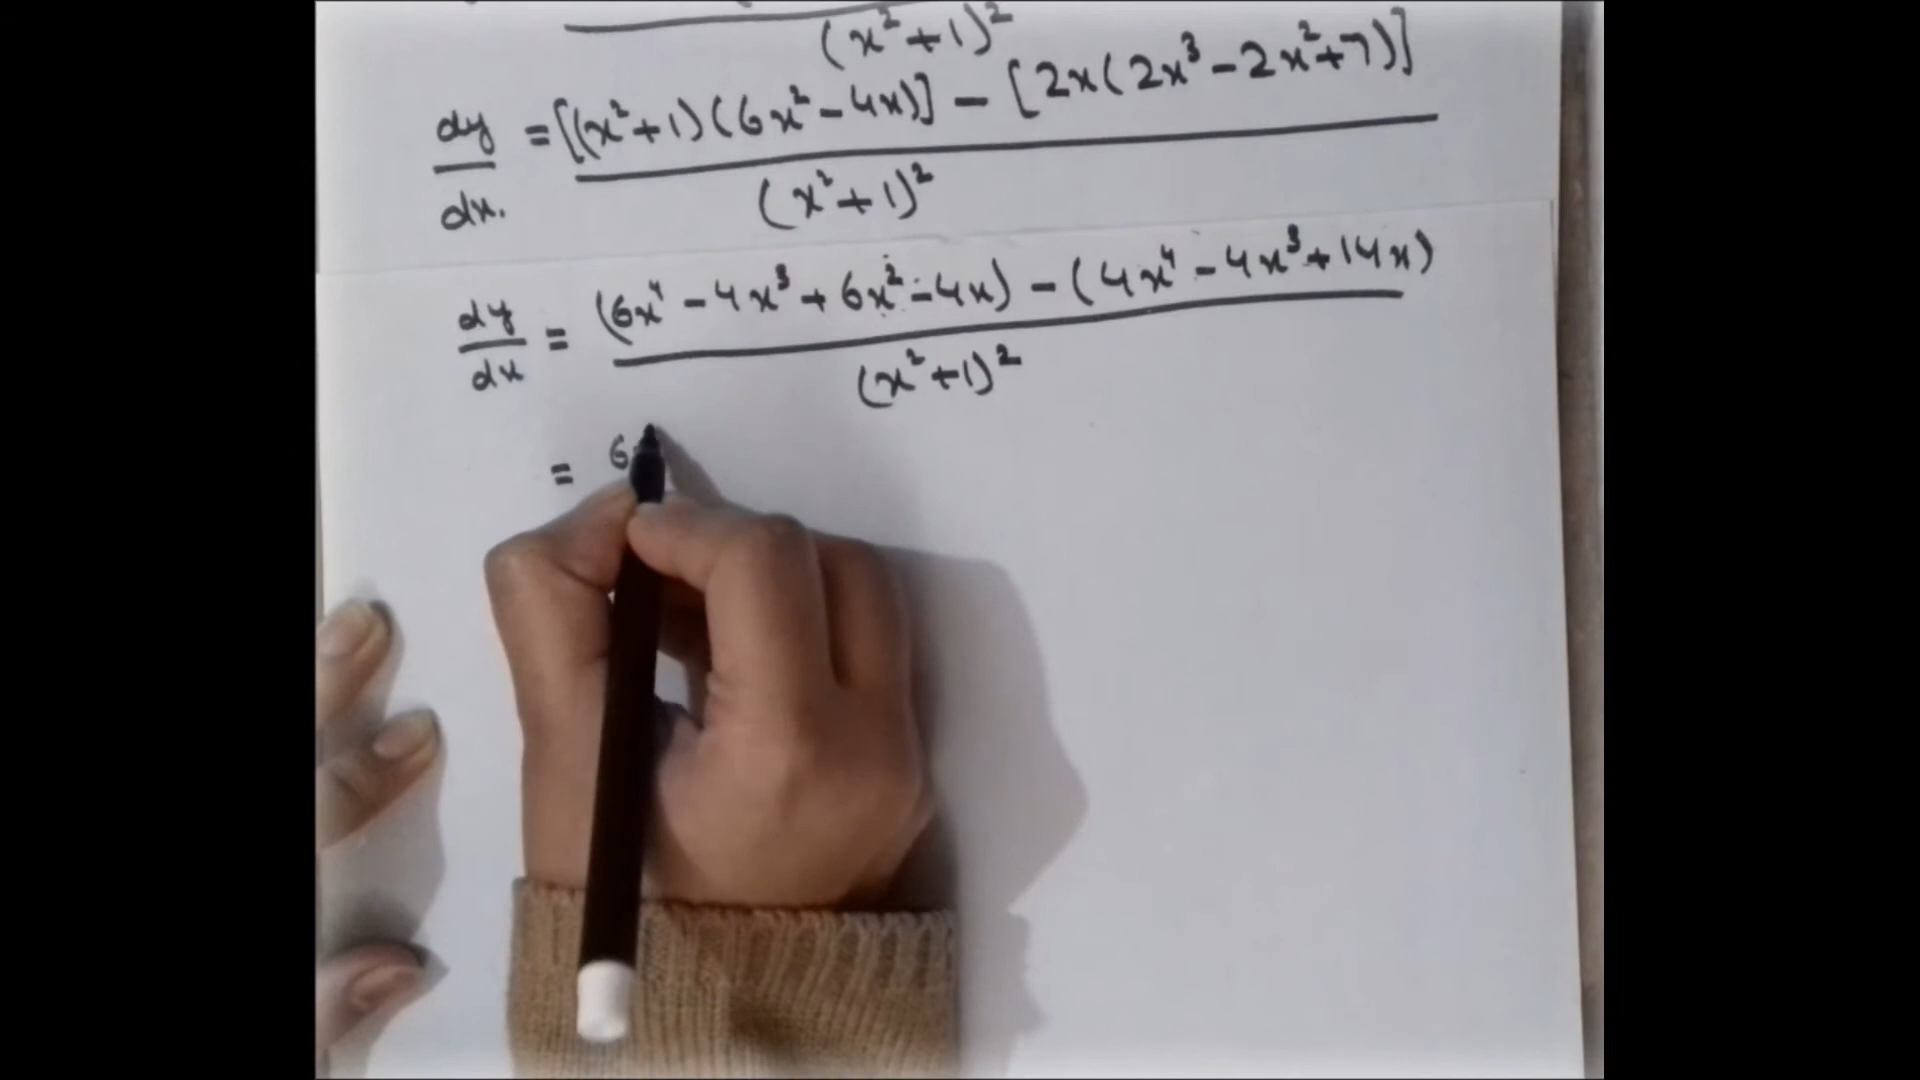 (x²+1)²
dy/dx. = [(x²+1)(6x²-4x)] - [2x(2x³-2x²+7)] / (x²+1)²
dy/dx = (6x⁴ - 4x³ + 6x² - 4x) - (4x⁴ - 4x³ + 14x) / (x²+1)²
= 6